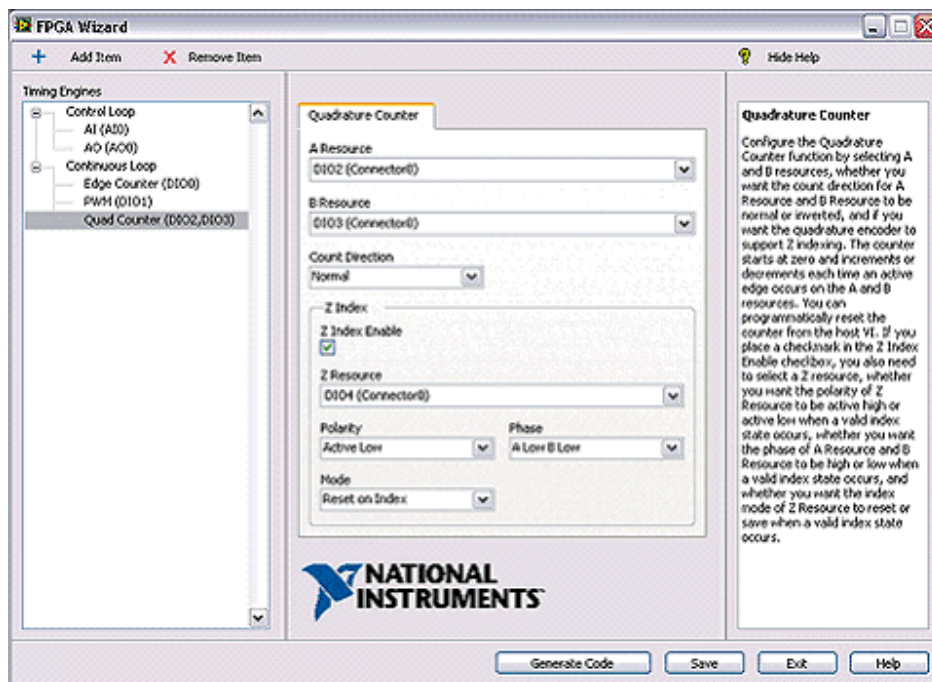 FPGA Wizard
Add Item Remove Item Hide Help
Timing Engines
Control Loop
AI (AI0)
AO (AO0)
Continuous Loop
Edge Counter (DIO0)
PWM (DIO1)
Quad Counter (DIO2,DIO3)
Quadrature Counter
A Resource
DIO2 (Connector0)
B Resource
DIO3 (Connector0)
Count Direction
Normal
Z Index
Z Index Enable
Z Resource
DIO4 (Connector0)
Polarity Phase
Active Low A Low B Low
Mode
Reset on Index
NATIONAL
INSTRUMENTS
Quadrature Counter
Configure the Quadrature
Counter function by selecting A
and B resources, whether you
want the count direction for A
Resource and B Resource to be
normal or inverted, and if you
want the quadrature encoder to
support Z indexing. The counter
starts at zero and increments or
decrements each time an active
edge occurs on the A and B
resources. You can
programmatically reset the
counter from the host VI. If you
place a checkmark in the Z Index
Enable checkbox, you also need
to select a Z resource, whether
you want the polarity of Z
Resource to be active high or
active low when a valid index
state occurs, whether you want
the phase of A Resource and B
Resource to be high or low when
a valid index state occurs, and
whether you want the index
mode of Z Resource to reset or
save when a valid index state
occurs.
Generate Code Save Exit Help